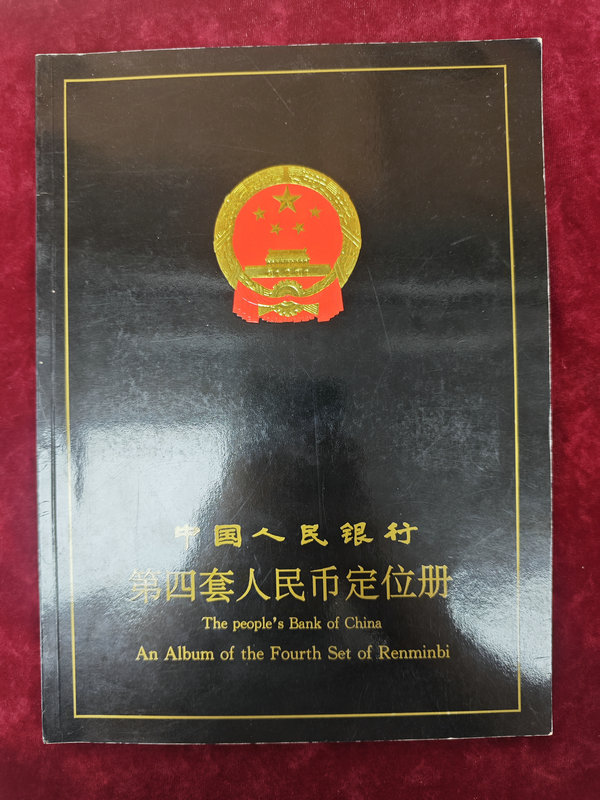 中国人民银行
第四套人民币定位册
The people's Bank of China
An Album of the Fourth Set of Renminbi